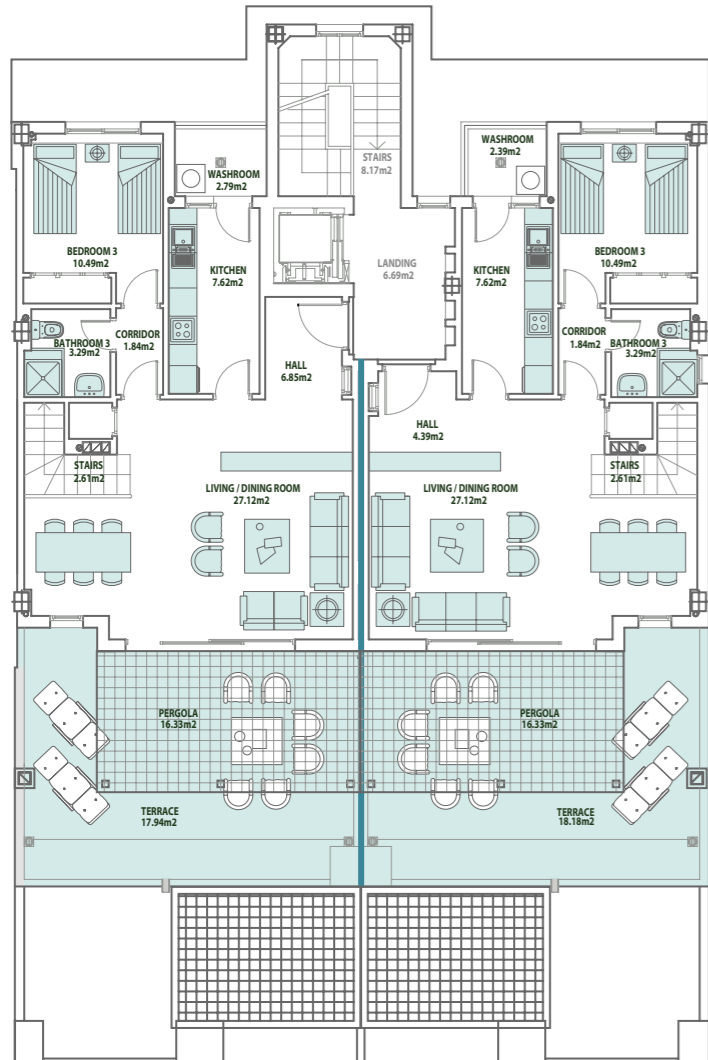 WASHROOM
2.39m2
STAIRS
8.17m2
WASHROOM
2.79m2
BEDROOM 3
10.49m2
KITCHEN
7.62m2
LANDING
6.69m2
KITCHEN
7.62m2
BEDROOM 3
10.49m2
CORRIDOR
1.84m2
BATHROOM 3
3.29m2
HALL
6.85m2
CORRIDOR
1.84m2
BATHROOM 3
3.29m2
HALL
4.39m2
STAIRS
2.61m2
LIVING / DINING ROOM
27.12m2
LIVING / DINING ROOM
27.12m2
STAIRS
2.61m2
PERGOLA
16.33m2
PERGOLA
16.33m2
TERRACE
17.94m2
TERRACE
18.18m2